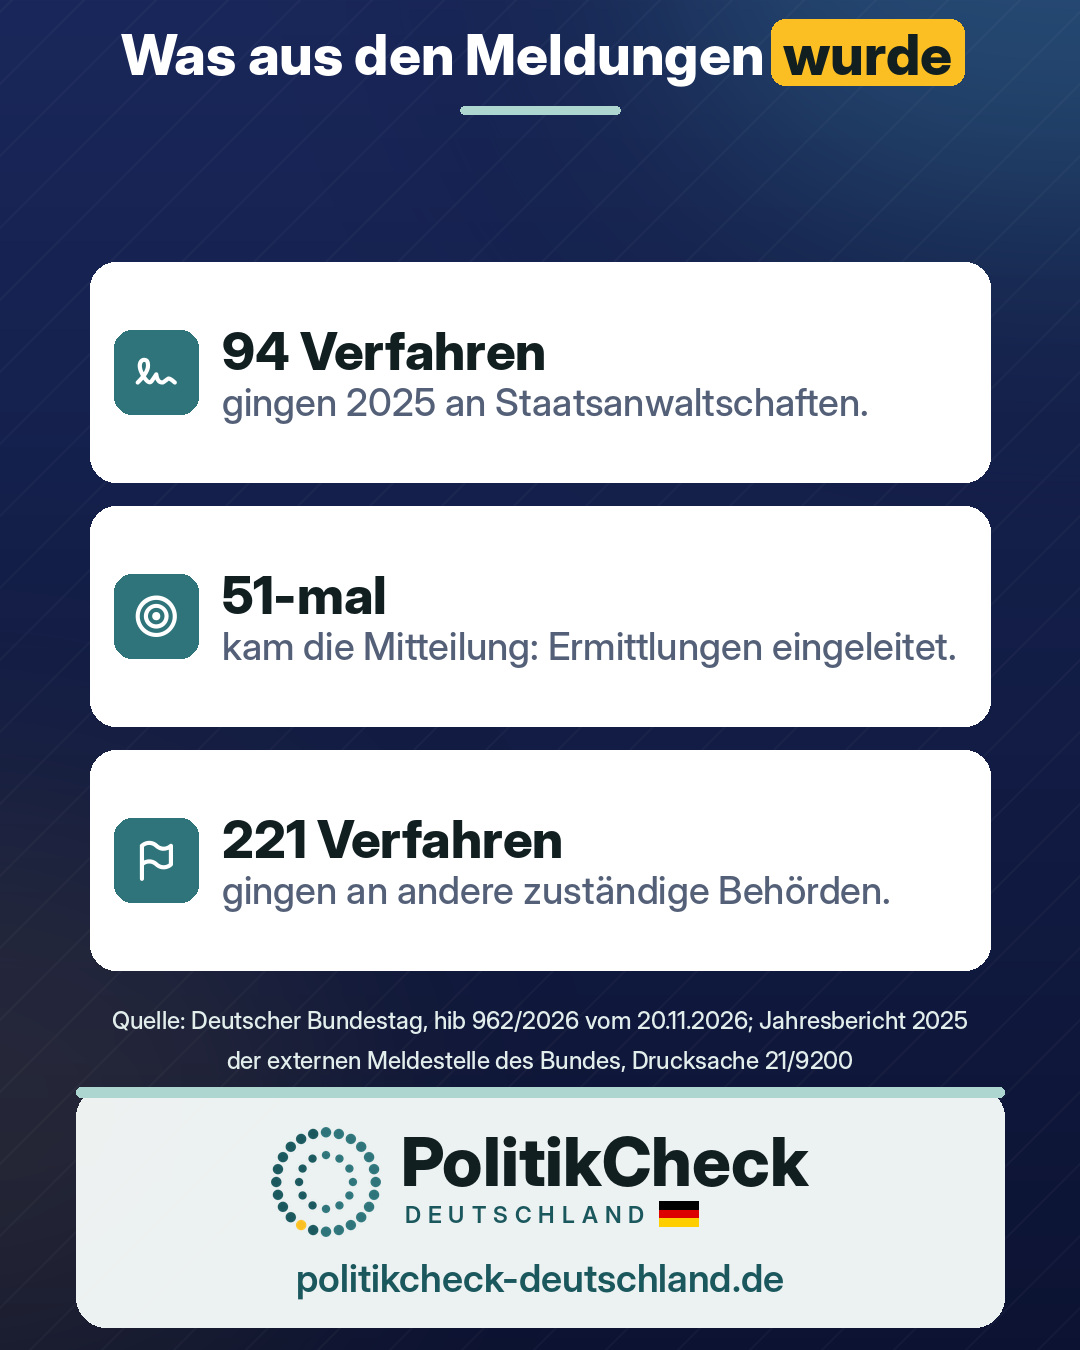 Was aus den Meldungen wurde
94 Verfahren
gingen 2025 an Staatsanwaltschaften.
51-mal
kam die Mitteilung: Ermittlungen eingeleitet.
221 Verfahren
gingen an andere zuständige Behörden.
Quelle: Deutscher Bundestag, hib 962/2026 vom 20.11.2026; Jahresbericht 2025
der externen Meldestelle des Bundes, Drucksache 21/9200
PolitikCheck
DEUTSCHLAND
politikcheck-deutschland.de